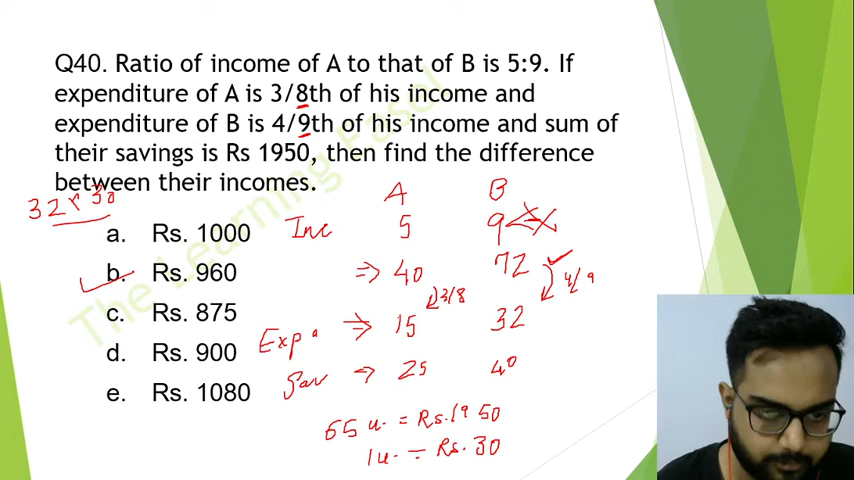 Q40. Ratio of income of A to that of B is 5:9. If
expenditure of A is 3/8th of his income and
expenditure of B is 4/9th of his income and sum of
their savings is Rs 1950, then find the difference
between their incomes.
32 x 30
A B
a. Rs. 1000
Inc 5 9
b. Rs. 960
⇒ 40 72
3/8 4/9
c. Rs. 875
Exp. ⇒ 15 32
d. Rs. 900
Sav ⇒ 25 40
e. Rs. 1080
65 u. = Rs. 1950
1u. = Rs. 30
The Learning Easel